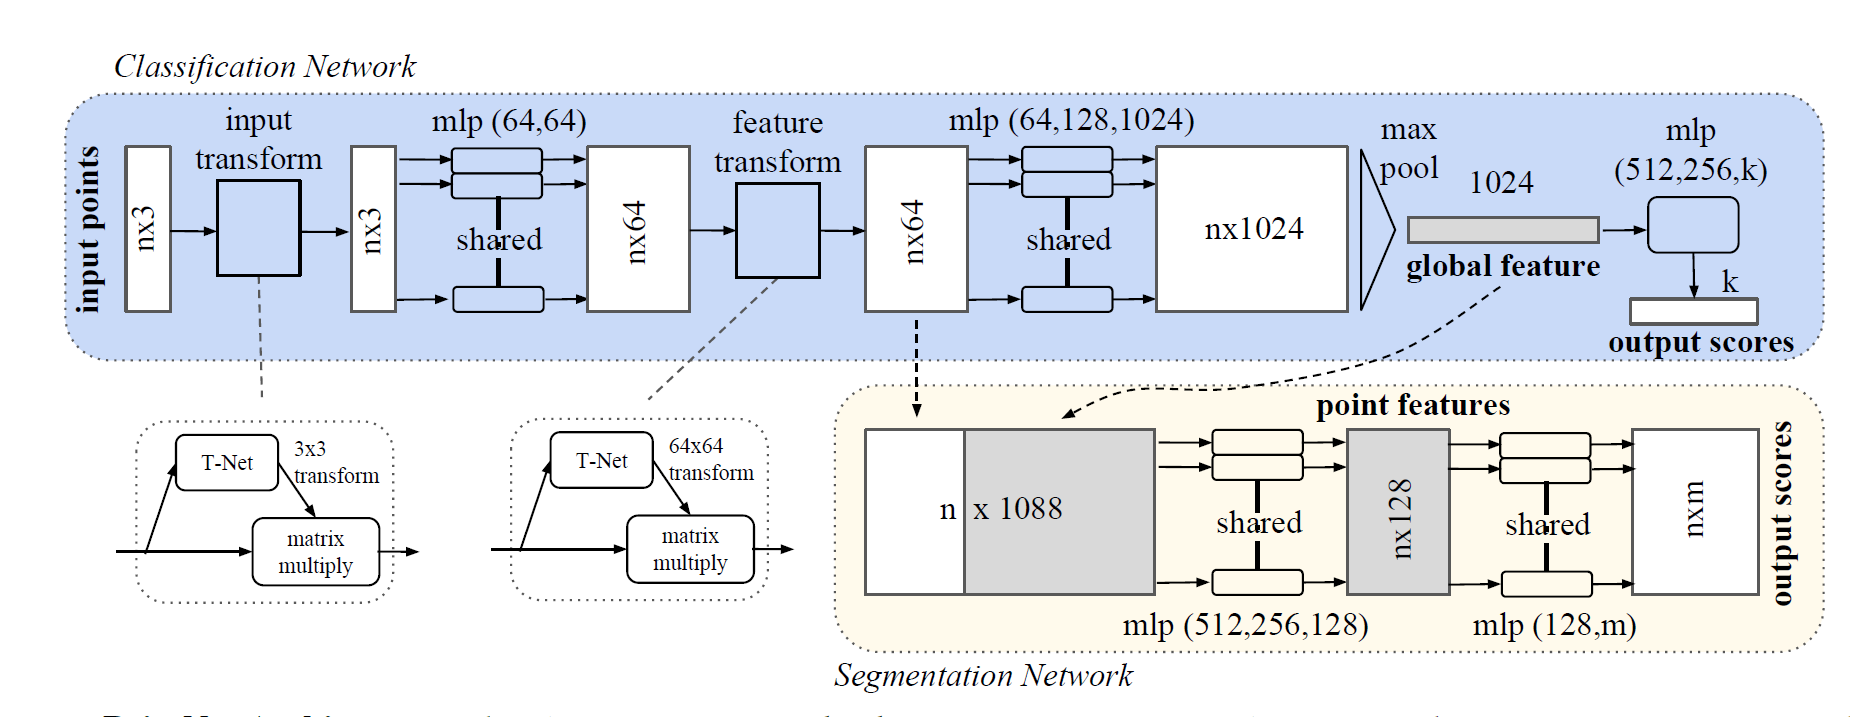 Classification Network
input points
nx3
input
transform
nx3
mlp (64,64)
shared
nx64
feature
transform
nx64
mlp (64,128,1024)
shared
nx1024
max
pool
1024
global feature
mlp
(512,256,k)
k
output scores
T-Net
3x3
transform
matrix
multiply
T-Net
64x64
transform
matrix
multiply
point features
n x 1088
shared
mlp (512,256,128)
nx128
shared
mlp (128,m)
nxm
output scores
Segmentation Network